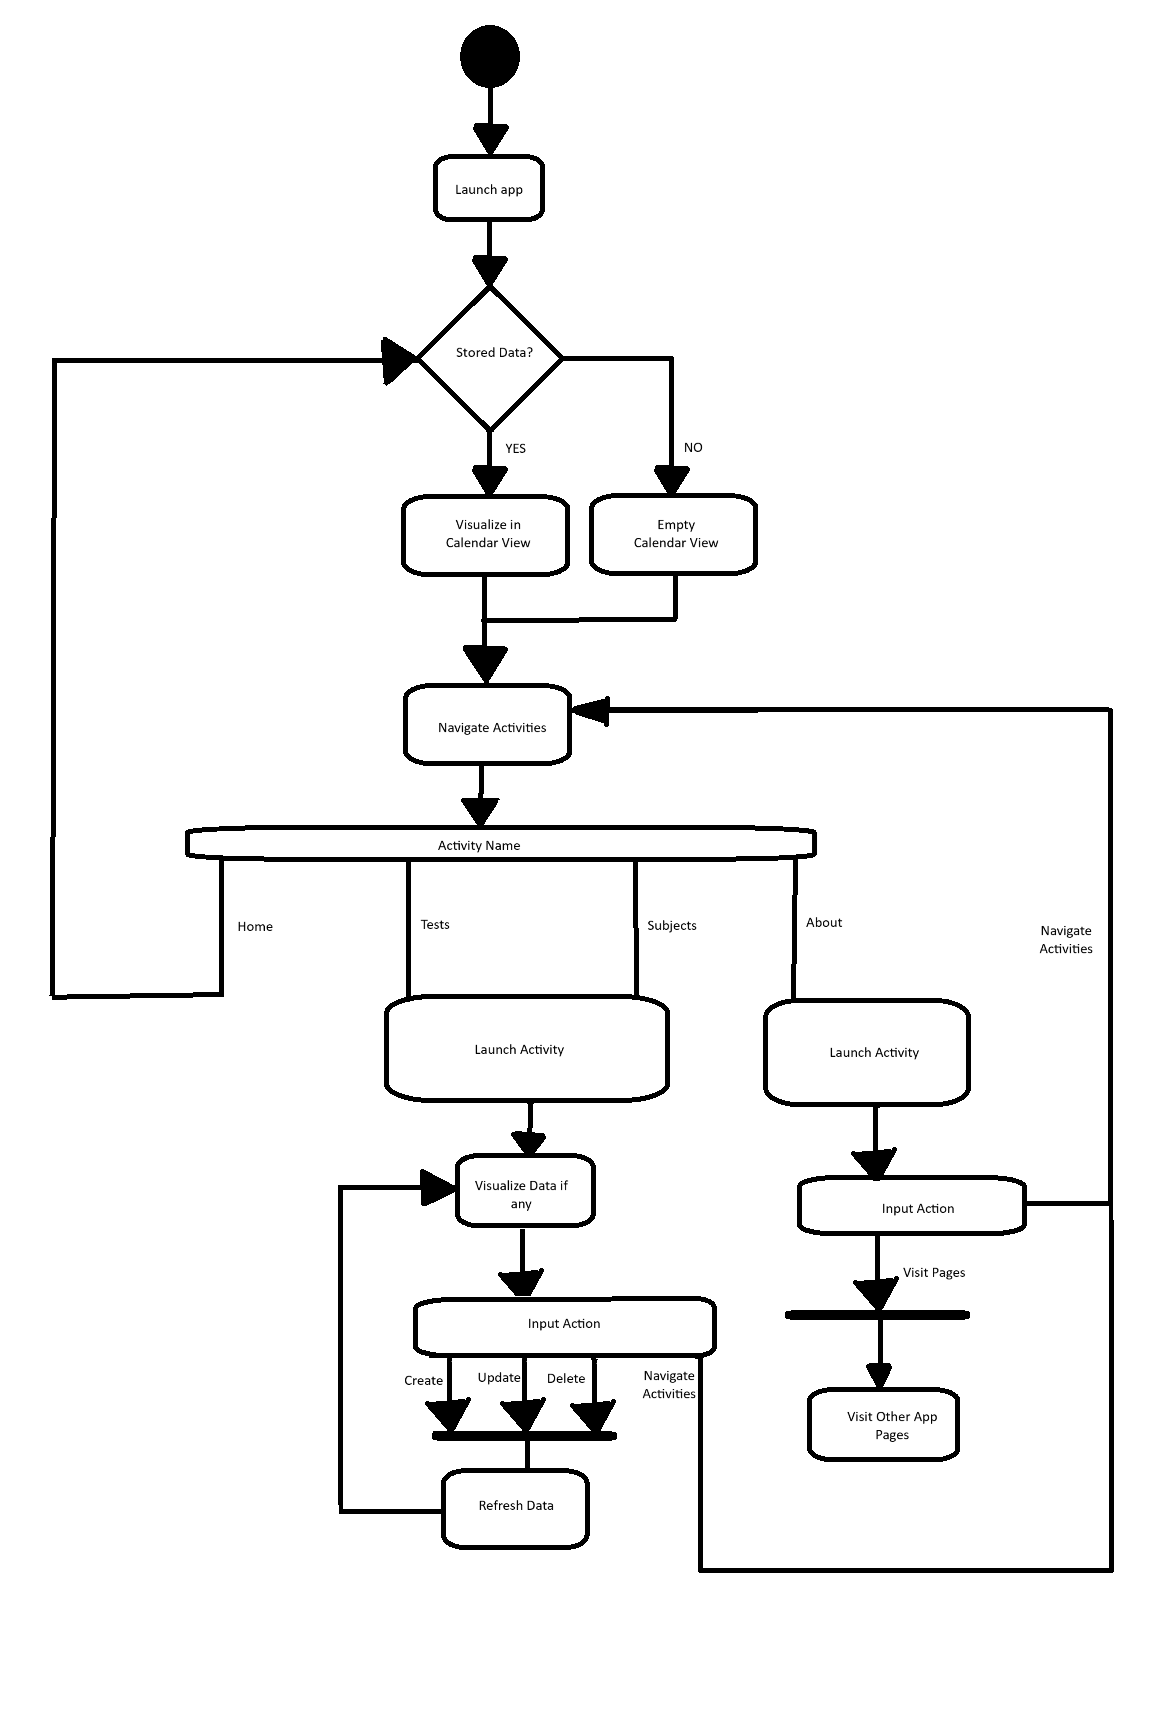 Launch app
Stored Data?
YES
NO
Visualize in
Calendar View
Empty
Calendar View
Navigate Activities
Activity Name
Home
Tests
Subjects
About
Navigate
Activities
Launch Activity
Launch Activity
Visualize Data if
any
Input Action
Visit Pages
Input Action
Create
Update
Delete
Navigate
Activities
Visit Other App
Pages
Refresh Data